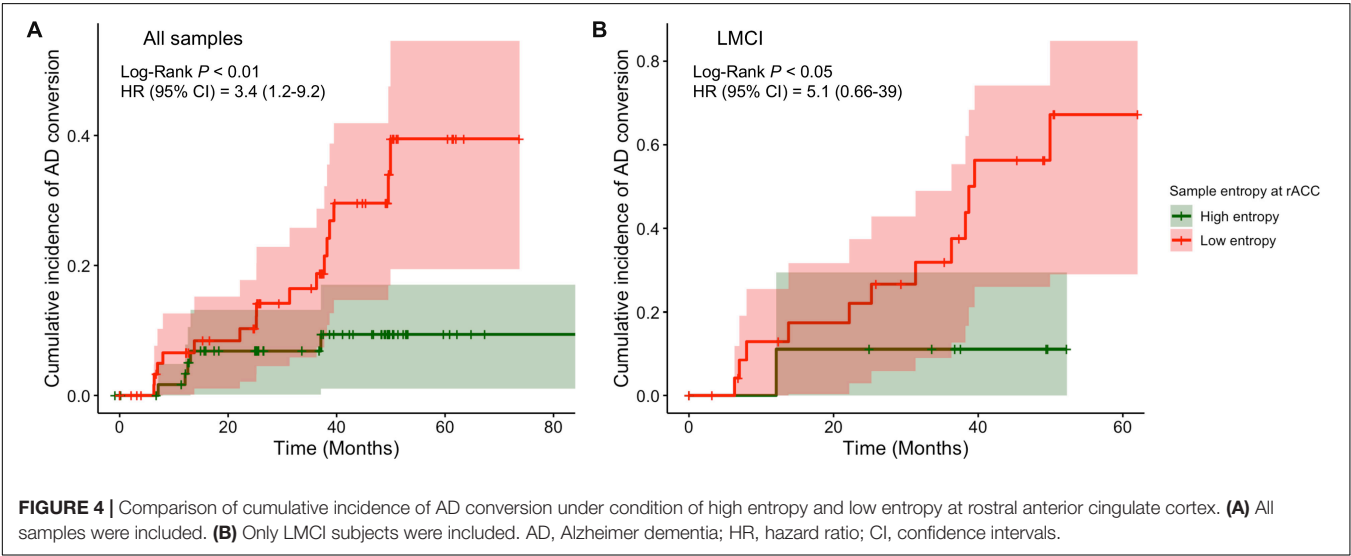 A
All samples
Log-Rank P < 0.01
HR (95% CI) = 3.4 (1.2-9.2)
Cumulative incidence of AD conversion
0.4
0.2
0.0
0 20 40 60 80
Time (Months)
B
LMCI
Log-Rank P < 0.05
HR (95% CI) = 5.1 (0.66-39)
Cumulative incidence of AD conversion
0.8
0.6
0.4
0.2
0.0
0 20 40 60
Time (Months)
Sample entropy at rACC
High entropy
Low entropy
FIGURE 4 | Comparison of cumulative incidence of AD conversion under condition of high entropy and low entropy at rostral anterior cingulate cortex. (A) All
samples were included. (B) Only LMCI subjects were included. AD, Alzheimer dementia; HR, hazard ratio; CI, confidence intervals.